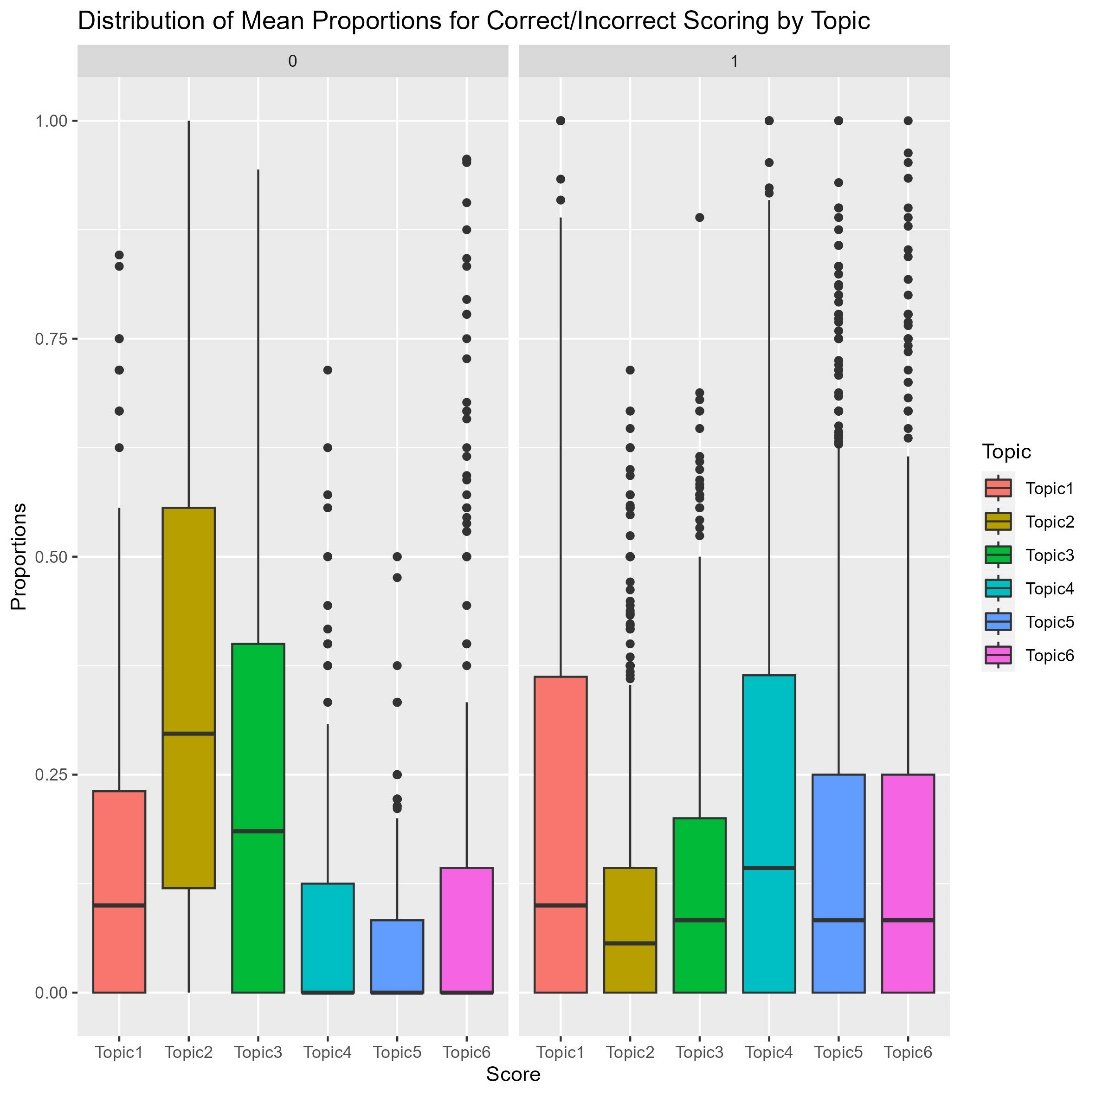 Distribution of Mean Proportions for Correct/Incorrect Scoring by Topic
0 1
1.00
0.75
0.50
0.25
0.00
Proportions
Topic1 Topic2 Topic3 Topic4 Topic5 Topic6 Topic1 Topic2 Topic3 Topic4 Topic5 Topic6
Score
Topic
Topic1
Topic2
Topic3
Topic4
Topic5
Topic6